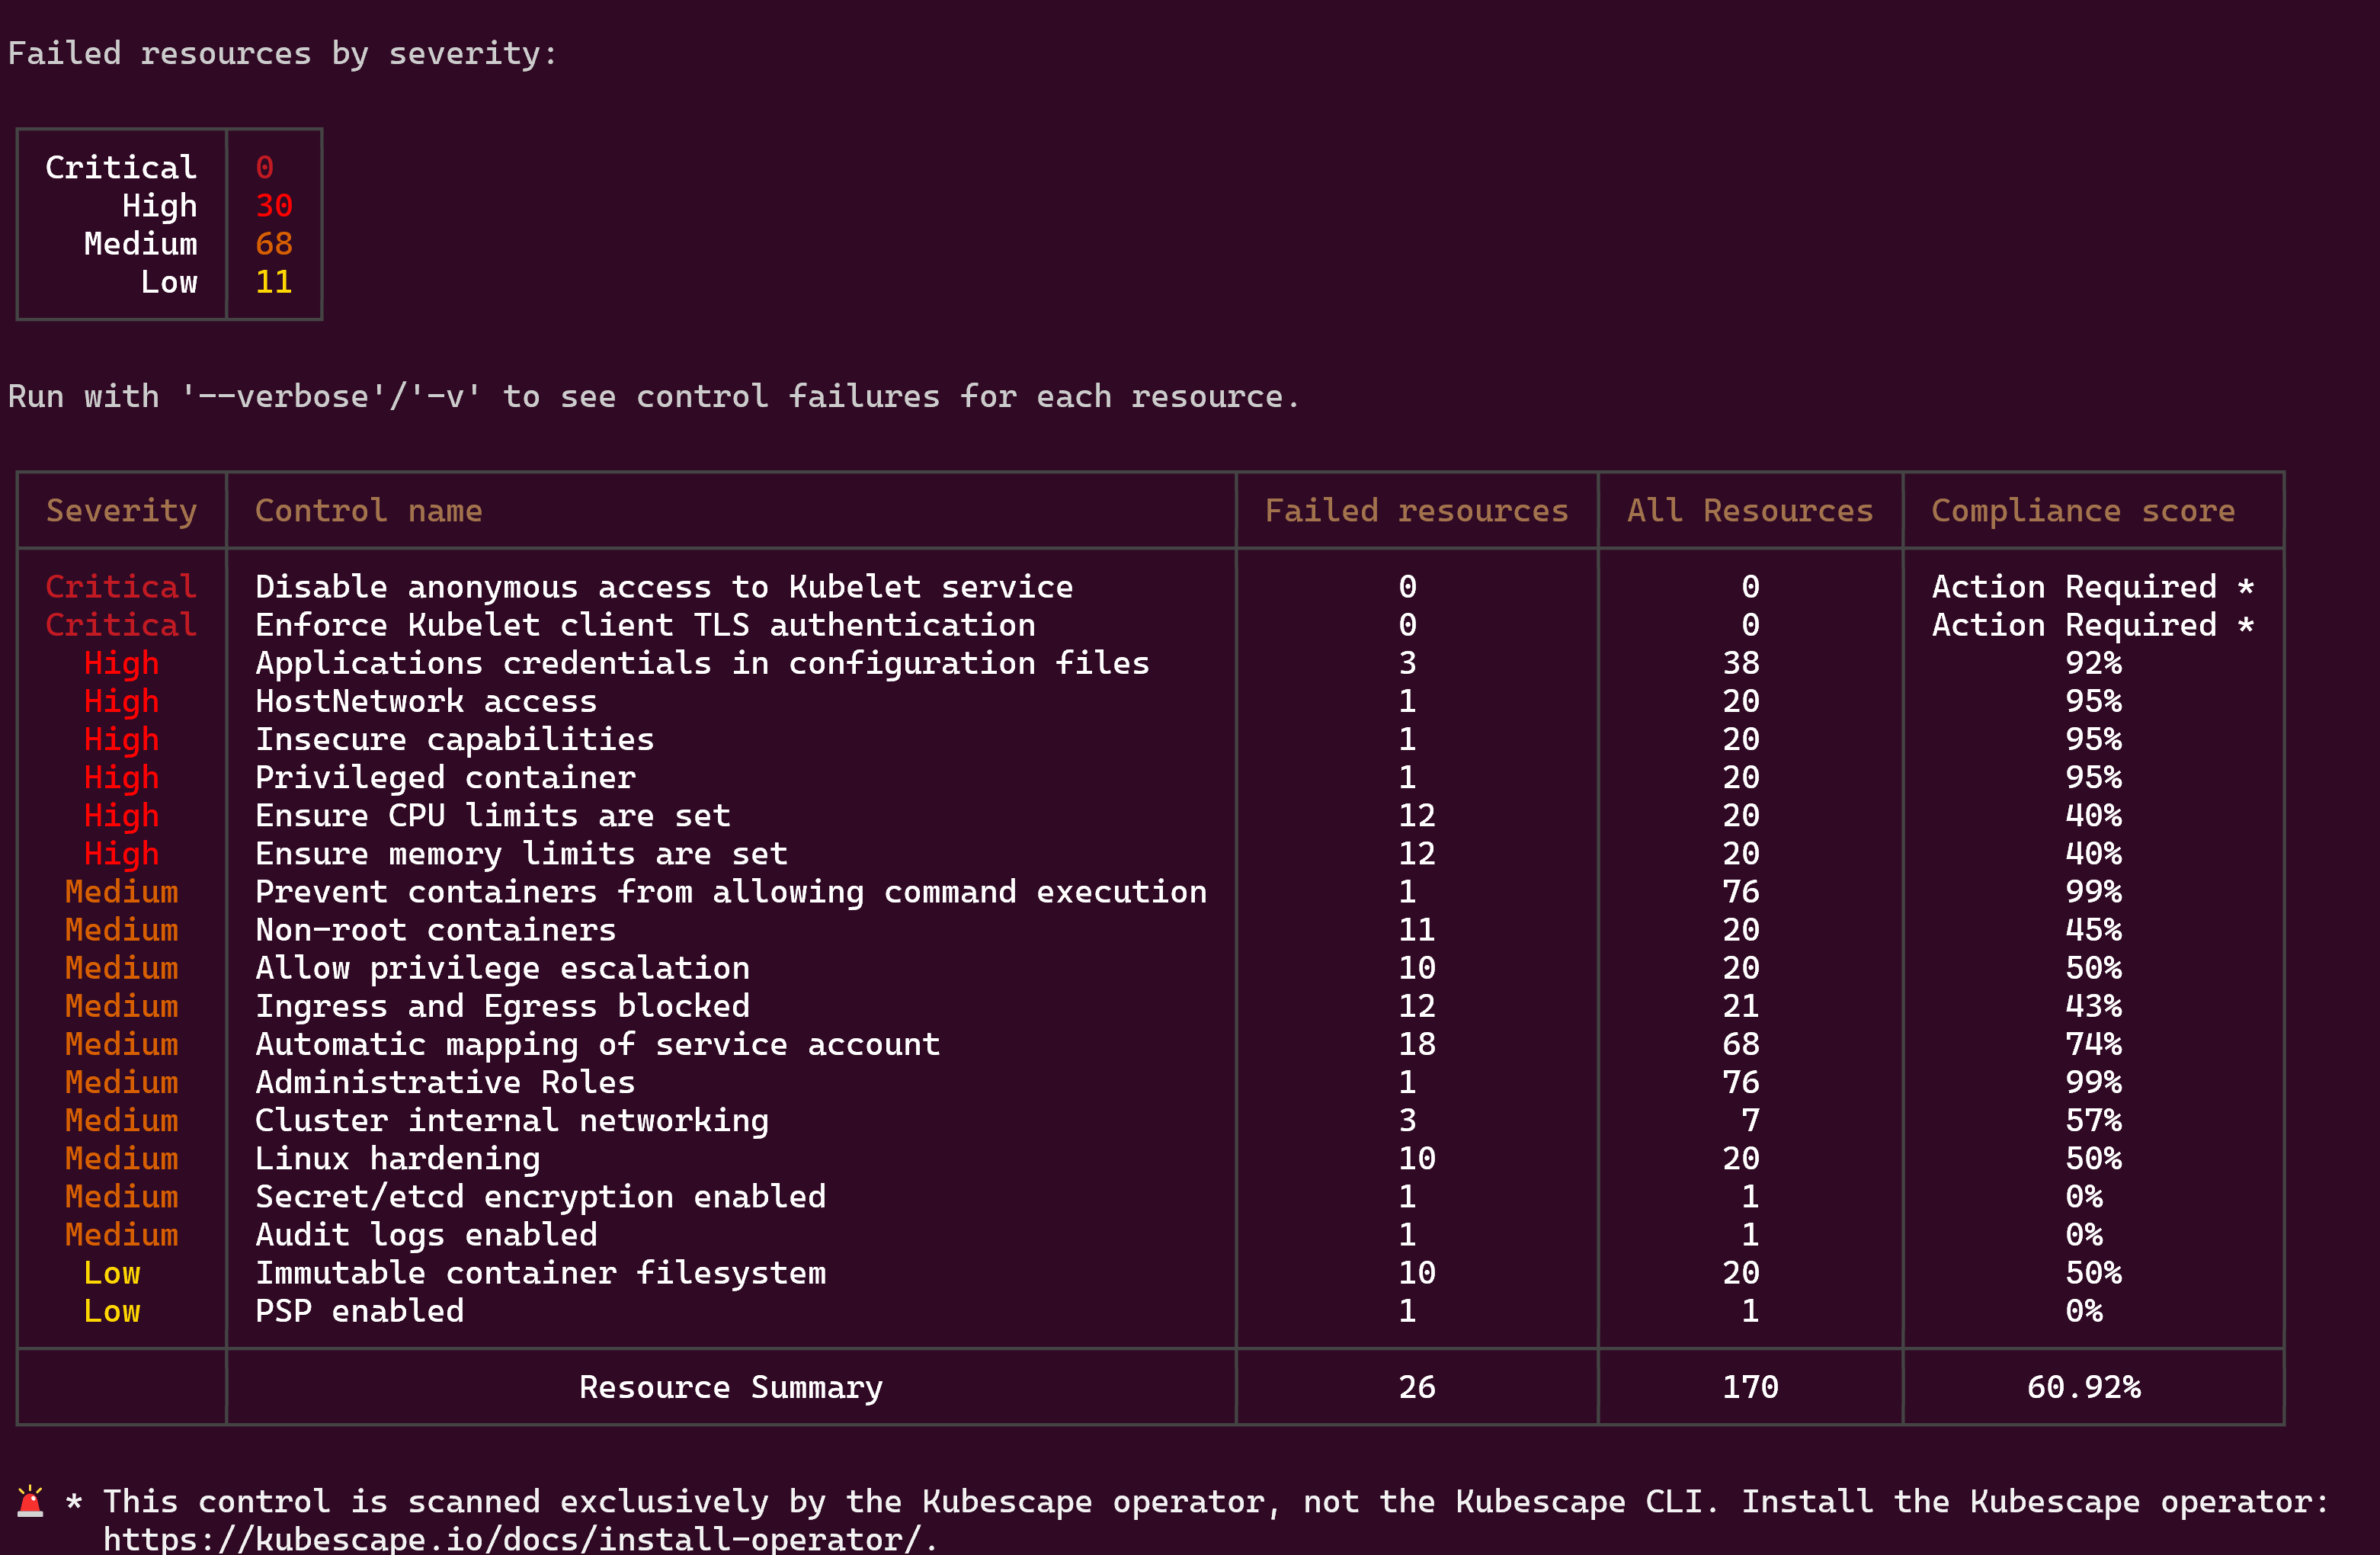 Failed resources by severity:
Critical 0
High 30
Medium 68
Low 11
Run with '--verbose'/'-v' to see control failures for each resource.
Severity Control name Failed resources All Resources Compliance score
Critical Disable anonymous access to Kubelet service 0 0 Action Required *
Critical Enforce Kubelet client TLS authentication 0 0 Action Required *
High Applications credentials in configuration files 3 38 92%
High HostNetwork access 1 20 95%
High Insecure capabilities 1 20 95%
High Privileged container 1 20 95%
High Ensure CPU limits are set 12 20 40%
High Ensure memory limits are set 12 20 40%
Medium Prevent containers from allowing command execution 1 76 99%
Medium Non-root containers 11 20 45%
Medium Allow privilege escalation 10 20 50%
Medium Ingress and Egress blocked 12 21 43%
Medium Automatic mapping of service account 18 68 74%
Medium Administrative Roles 1 76 99%
Medium Cluster internal networking 3 7 57%
Medium Linux hardening 10 20 50%
Medium Secret/etcd encryption enabled 1 1 0%
Medium Audit logs enabled 1 1 0%
Low Immutable container filesystem 10 20 50%
Low PSP enabled 1 1 0%
Resource Summary 26 170 60.92%
🚨 * This control is scanned exclusively by the Kubescape operator, not the Kubescape CLI. Install the Kubescape operator:
https://kubescape.io/docs/install-operator/.